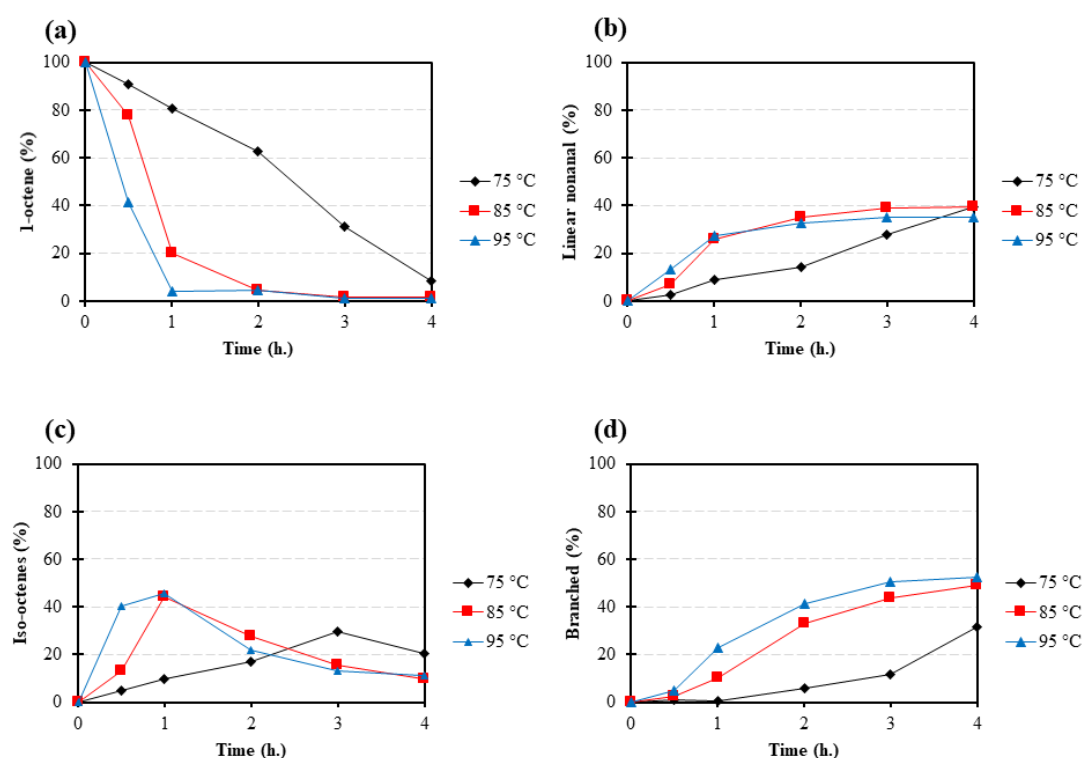 (a)
100
80
60
40
20
0
1-octene (%)
0 1 2 3 4
Time (h.)
75 °C
85 °C
95 °C
(b)
100
80
60
40
20
0
Linear nonanal (%)
0 1 2 3 4
Time (h.)
75 °C
85 °C
95 °C
(c)
100
80
60
40
20
0
Iso-octenes (%)
0 1 2 3 4
Time (h.)
75 °C
85 °C
95 °C
(d)
100
80
60
40
20
0
Branched (%)
0 1 2 3 4
Time (h.)
75 °C
85 °C
95 °C